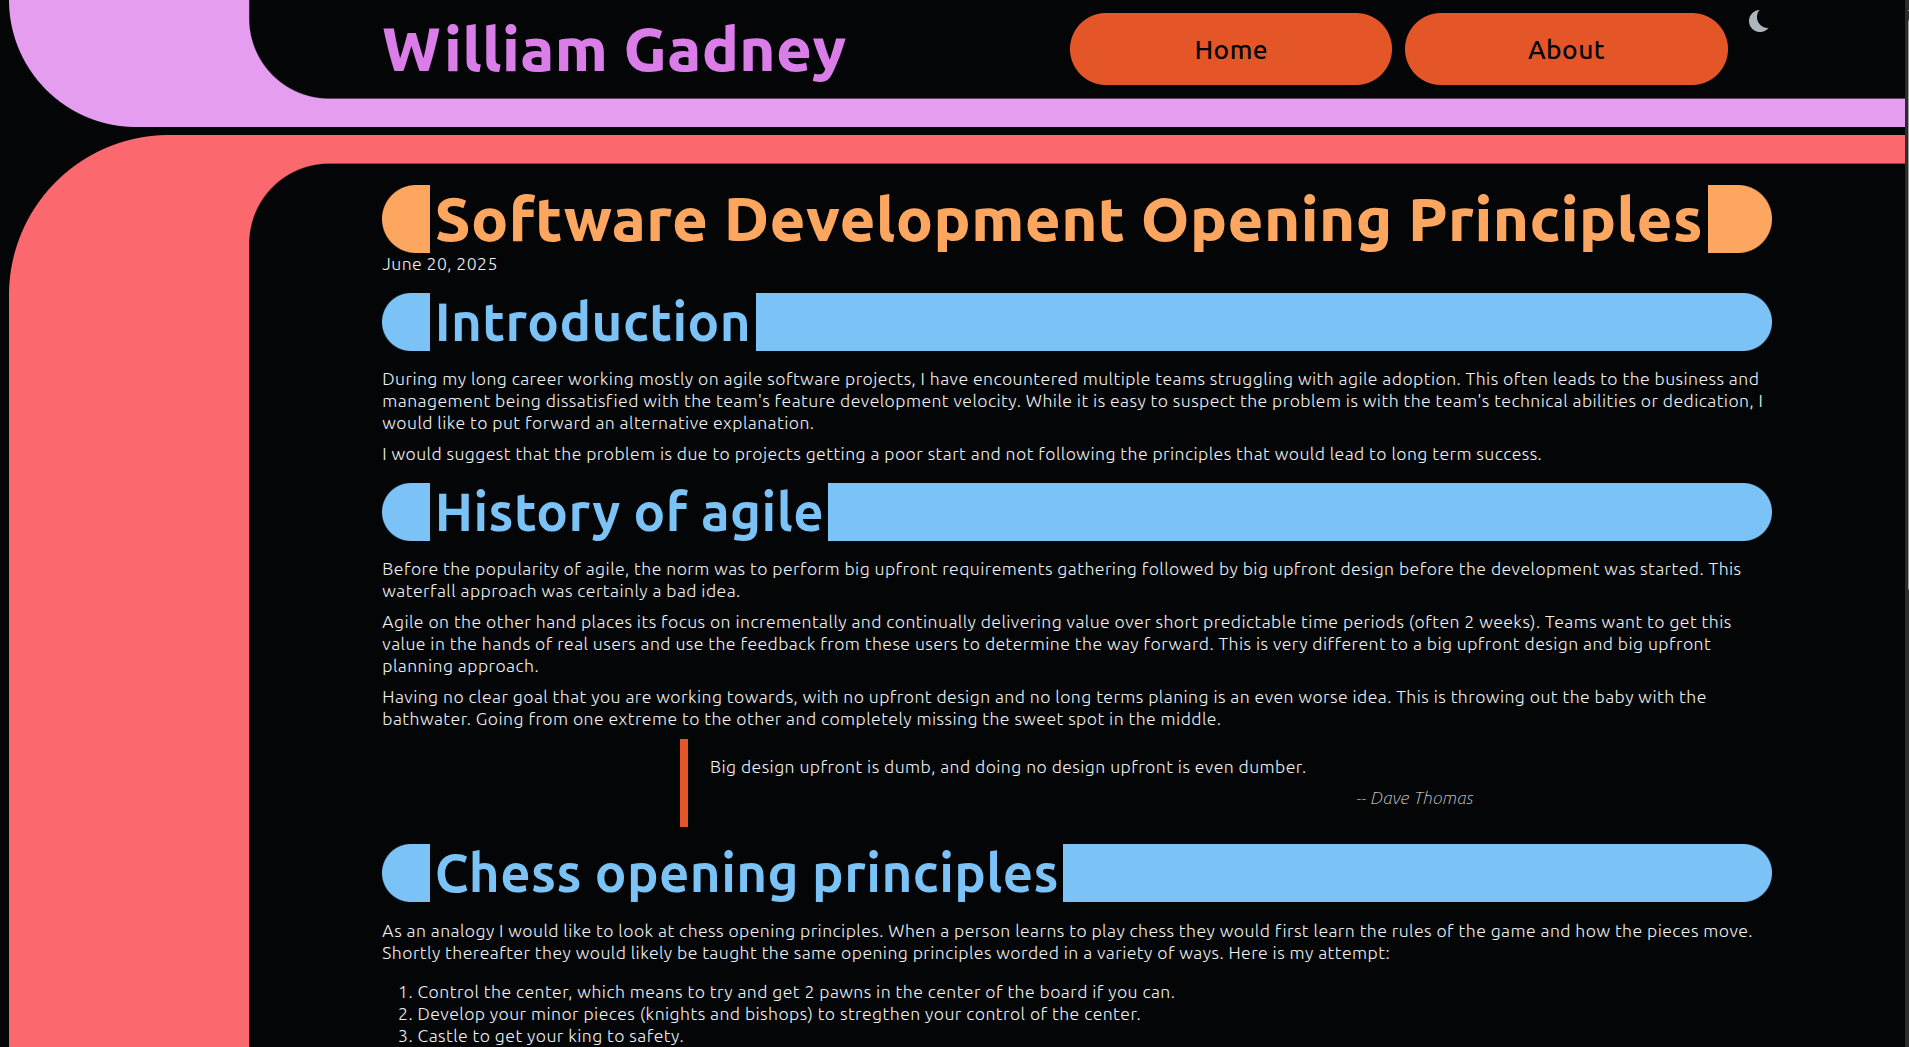 William Gadney
Home
About
Software Development Opening Principles
June 20, 2025
Introduction
During my long career working mostly on agile software projects, I have encountered multiple teams struggling with agile adoption. This often leads to the business and
management being dissatisfied with the team's feature development velocity. While it is easy to suspect the problem is with the team's technical abilities or dedication, I
would like to put forward an alternative explanation.
I would suggest that the problem is due to projects getting a poor start and not following the principles that would lead to long term success.
History of agile
Before the popularity of agile, the norm was to perform big upfront requirements gathering followed by big upfront design before the development was started. This
waterfall approach was certainly a bad idea.
Agile on the other hand places its focus on incrementally and continually delivering value over short predictable time periods (often 2 weeks). Teams want to get this
value in the hands of real users and use the feedback from these users to determine the way forward. This is very different to a big upfront design and big upfront
planning approach.
Having no clear goal that you are working towards, with no upfront design and no long terms planing is an even worse idea. This is throwing out the baby with the
bathwater. Going from one extreme to the other and completely missing the sweet spot in the middle.
Big design upfront is dumb, and doing no design upfront is even dumber.
-- Dave Thomas
Chess opening principles
As an analogy I would like to look at chess opening principles. When a person learns to play chess they would first learn the rules of the game and how the pieces move.
Shortly thereafter they would likely be taught the same opening principles worded in a variety of ways. Here is my attempt:
1. Control the center, which means to try and get 2 pawns in the center of the board if you can.
2. Develop your minor pieces (knights and bishops) to stregthen your control of the center.
3. Castle to get your king to safety.